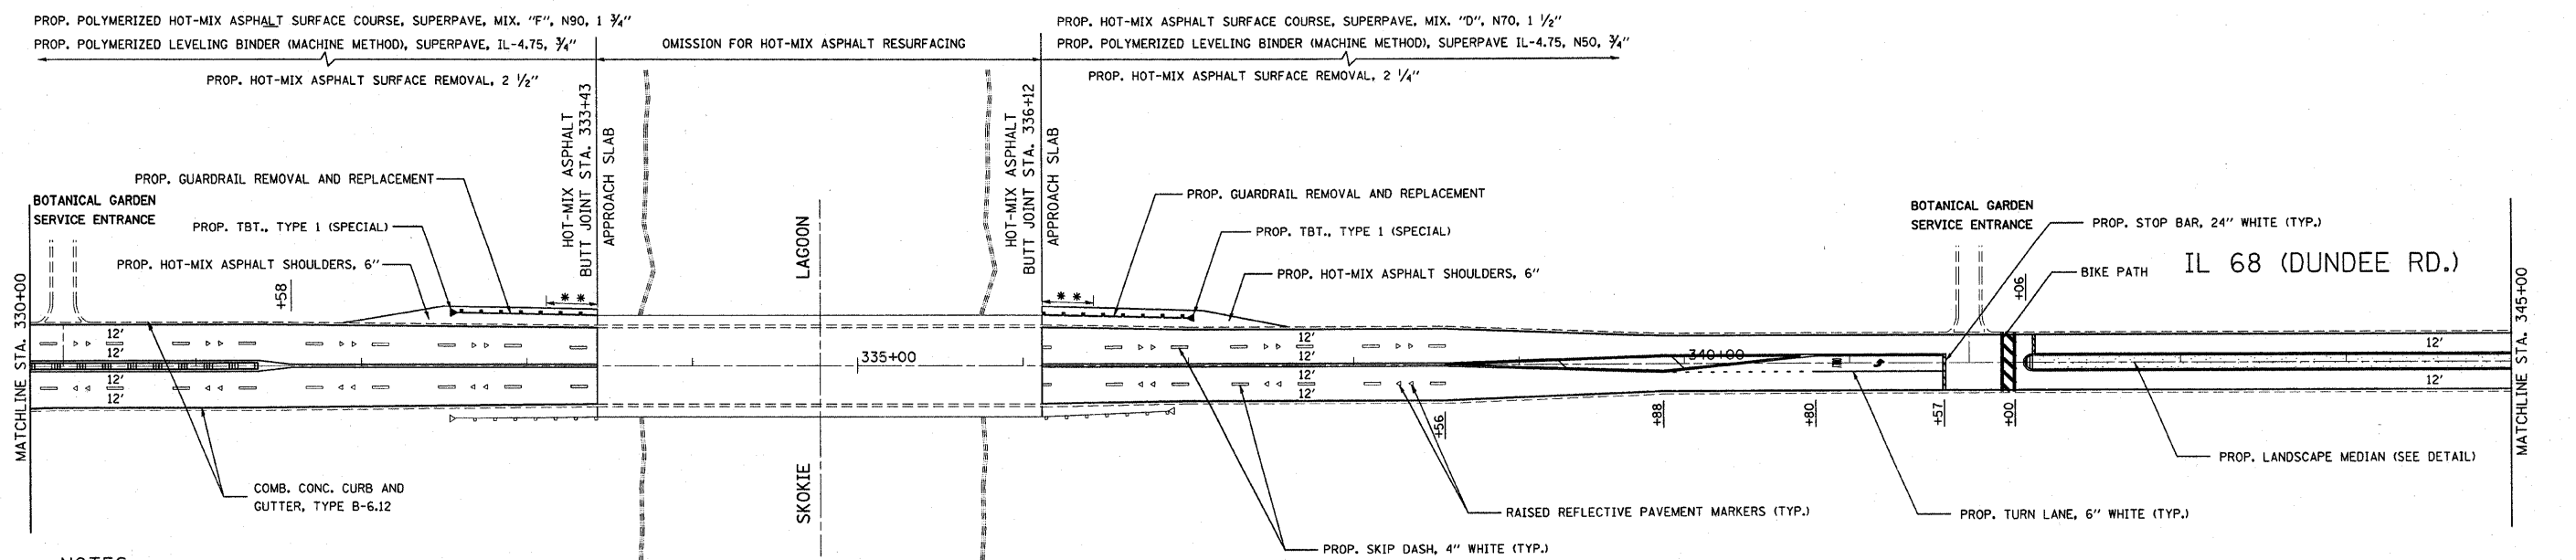 PROP. POLYMERIZED HOT-MIX ASPHALT SURFACE COURSE, SUPERPAVE, MIX. "F", N90, 1 3/4"
PROP. POLYMERIZED LEVELING BINDER (MACHINE METHOD), SUPERPAVE, IL-4.75, 3/4"
PROP. HOT-MIX ASPHALT SURFACE REMOVAL, 2 1/2"
OMISSION FOR HOT-MIX ASPHALT RESURFACING
PROP. HOT-MIX ASPHALT SURFACE COURSE, SUPERPAVE, MIX. "D", N70, 1 1/2"
PROP. POLYMERIZED LEVELING BINDER (MACHINE METHOD), SUPERPAVE IL-4.75, N50, 3/4"
PROP. HOT-MIX ASPHALT SURFACE REMOVAL, 2 1/4"
HOT-MIX ASPHALT
BUTT JOINT STA. 333+43
APPROACH SLAB
HOT-MIX ASPHALT
BUTT JOINT STA. 336+12
APPROACH SLAB
PROP. GUARDRAIL REMOVAL AND REPLACEMENT
BOTANICAL GARDEN
SERVICE ENTRANCE
PROP. TBT., TYPE 1 (SPECIAL)
PROP. HOT-MIX ASPHALT SHOULDERS, 6"
+58
**
LAGOON
PROP. GUARDRAIL REMOVAL AND REPLACEMENT
PROP. TBT., TYPE 1 (SPECIAL)
PROP. HOT-MIX ASPHALT SHOULDERS, 6"
**
BOTANICAL GARDEN
SERVICE ENTRANCE
PROP. STOP BAR, 24" WHITE (TYP.)
BIKE PATH
+06
IL 68 (DUNDEE RD.)
MATCHLINE STA. 330+00
MATCHLINE STA. 345+00
12'
12'
12'
12'
335+00
12'
12'
12'
12'
340+00
12'
12'
+56
+88
+80
+57
+00
COMB. CONC. CURB AND
GUTTER, TYPE B-6.12
SKOKIE
PROP. SKIP DASH, 4" WHITE (TYP.)
RAISED REFLECTIVE PAVEMENT MARKERS (TYP.)
PROP. TURN LANE, 6" WHITE (TYP.)
PROP. LANDSCAPE MEDIAN (SEE DETAIL)